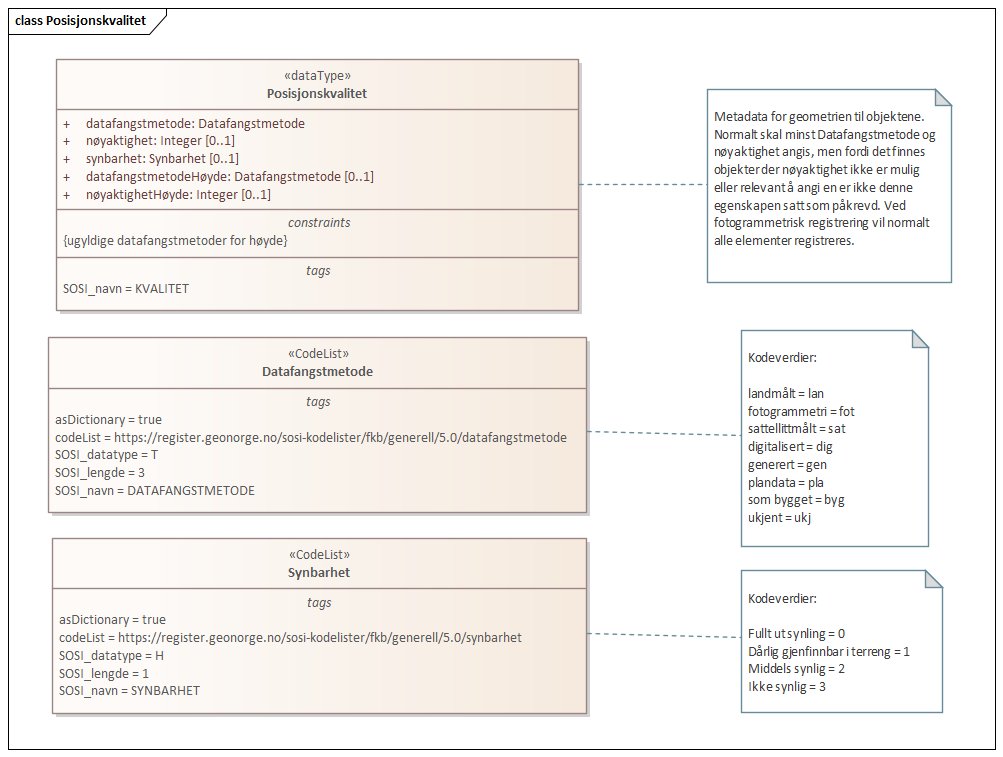 class Posisjonskvalitet
«dataType»
Posisjonskvalitet
+ datafangstmetode: Datafangstmetode
+ nøyaktighet: Integer [0..1]
+ synbarhet: Synbarhet [0..1]
+ datafangstmetodeHøyde: Datafangstmetode [0..1]
+ nøyaktighetHøyde: Integer [0..1]
constraints
{ugyldige datafangstmetoder for høyde}
tags
SOSI_navn = KVALITET
Metadata for geometrien til objektene.
Normalt skal minst Datafangstmetode og
nøyaktighet angis, men fordi det finnes
objekter der nøyaktighet ikke er mulig
eller relevant å angi en er ikke denne
egenskapen satt som påkrevd. Ved
fotogrammetrisk registrering vil normalt
alle elementer registreres.
«CodeList»
Datafangstmetode
tags
asDictionary = true
codeList = https://register.geonorge.no/sosi-kodelister/fkb/generell/5.0/datafangstmetode
SOSI_datatype = T
SOSI_lengde = 3
SOSI_navn = DATAFANGSTMETODE
Kodeverdier:
landmålt = lan
fotogrammetri = fot
sattellittmålt = sat
digitalisert = dig
generert = gen
plandata = pla
som bygget = byg
ukjent = ukj
«CodeList»
Synbarhet
tags
asDictionary = true
codeList = https://register.geonorge.no/sosi-kodelister/fkb/generell/5.0/synbarhet
SOSI_datatype = H
SOSI_lengde = 1
SOSI_navn = SYNBARHET
Kodeverdier:
Fullt ut synling = 0
Dårlig gjenfinnbar i terreng = 1
Middels synlig = 2
Ikke synlig = 3